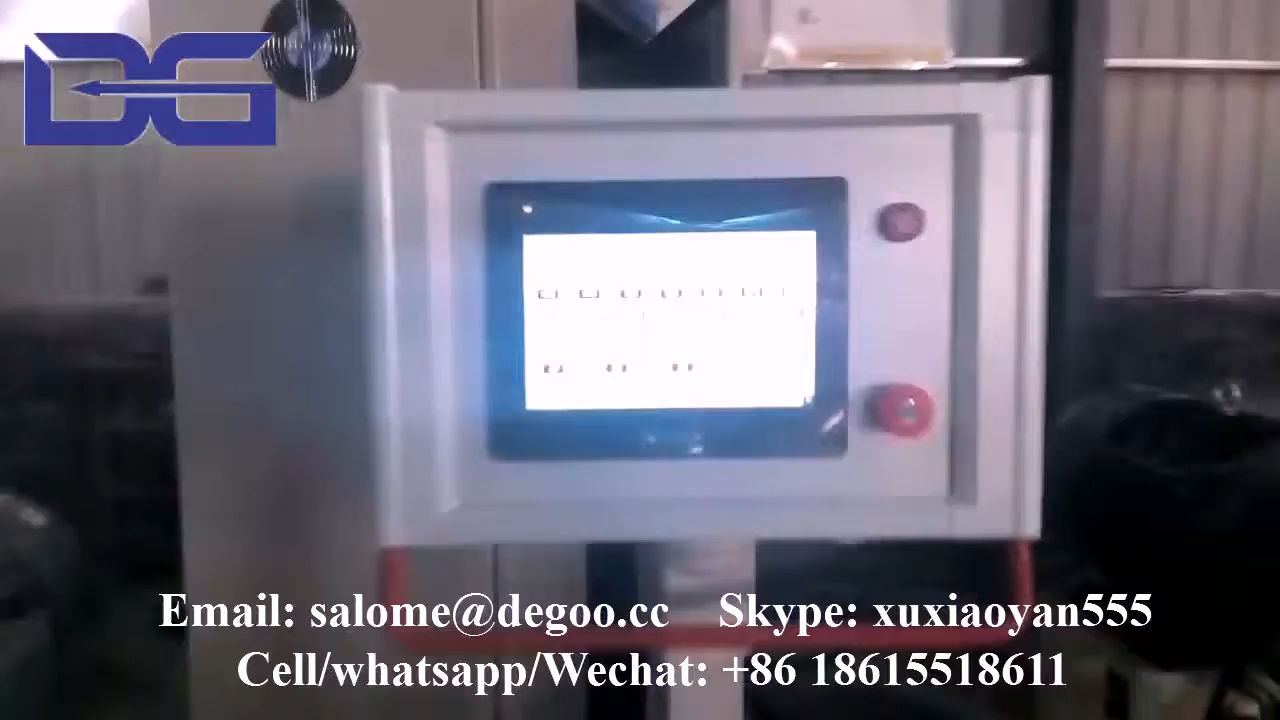 DG
Email: salome@degoo.cc Skype: xuxiaoyan555
Cell/whatsapp/Wechat: +86 18615518611